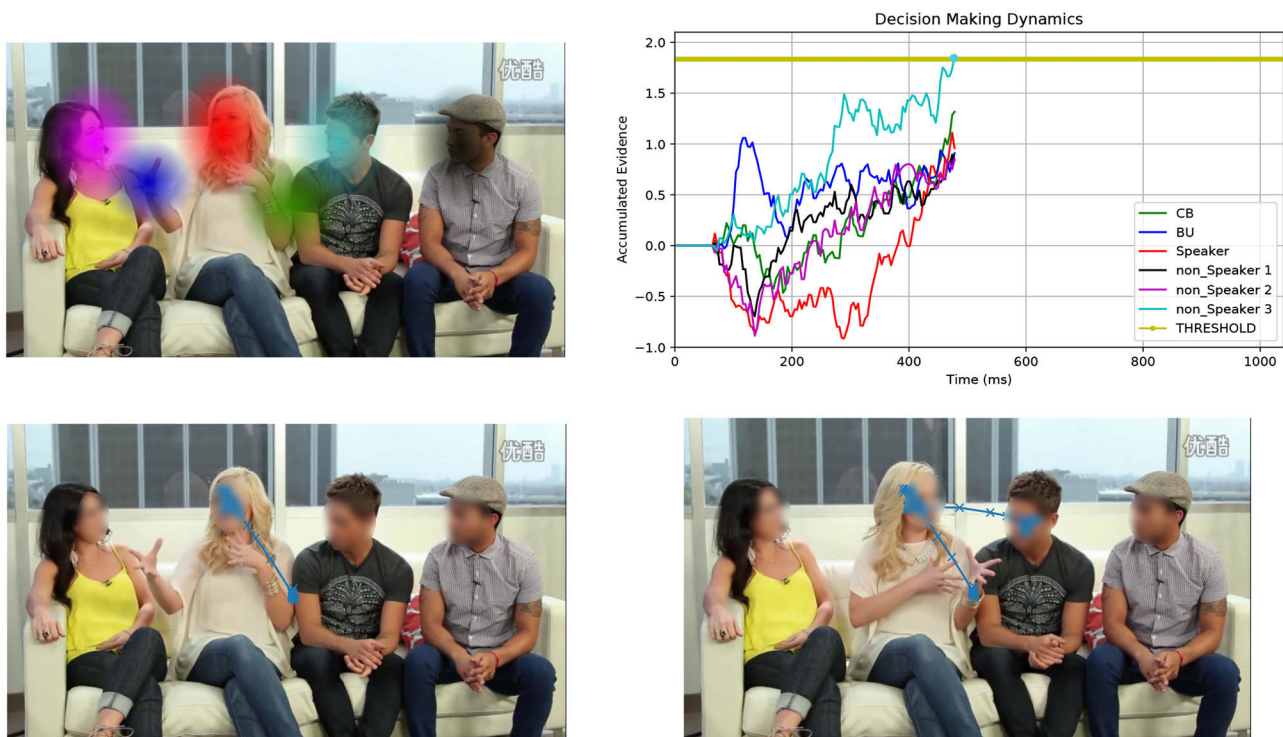 优酷
Decision Making Dynamics
2.0
1.5
1.0
0.5
0.0
−0.5
−1.0
Accumulated Evidence
0
200
400
600
800
1000
Time (ms)
CB
BU
Speaker
non_Speaker 1
non_Speaker 2
non_Speaker 3
THRESHOLD
优酷
优酷